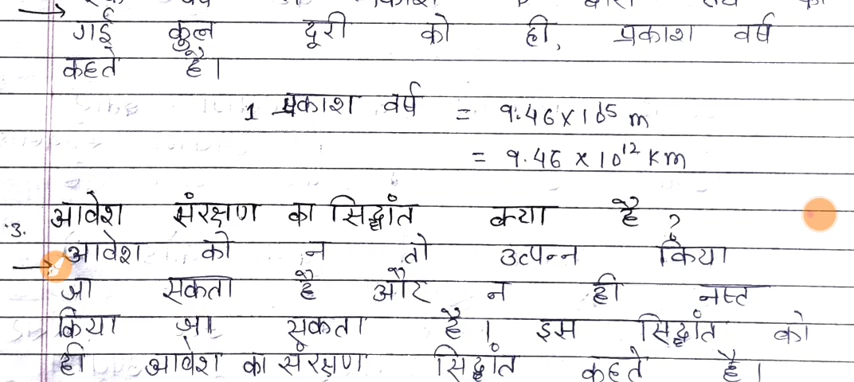 गई कुल दूरी को ही, प्रकाश वर्ष
कहते है।
1 प्रकाश वर्ष = 9.46×10¹⁵ m
= 9.46 × 10¹² Km
3. आवेश संरक्षण का सिद्धांत क्या है?
→ आवेश को न तो उत्पन्न किया
जा सकता है और न ही नष्ट
किया जा सकता है। इस सिद्धांत को
ही आवेश का संरक्षण सिद्धांत कहते है।